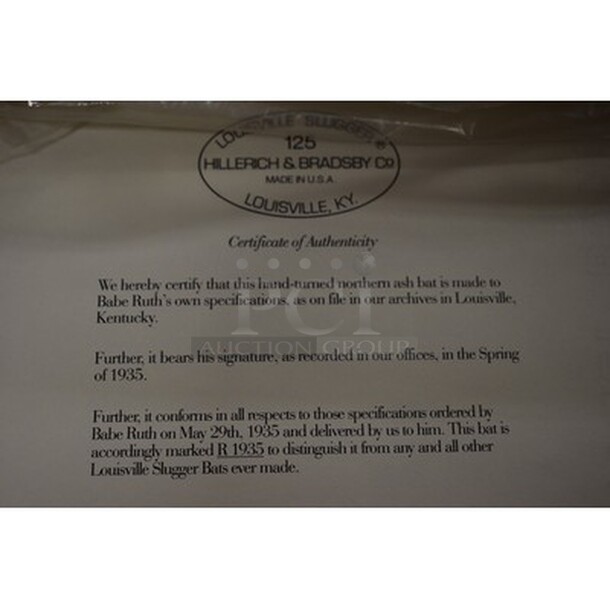 LOUISVILLE SLUGGER®
125
HILLERICH & BRADSBY CO
MADE IN U.S.A.
LOUISVILLE, KY.
Certificate of Authenticity
We hereby certify that this hand-turned northern ash bat is made to
Babe Ruth's own specifications, as on file in our archives in Louisville,
Kentucky.
PCI
AUCTION GROUP
Further, it bears his signature, as recorded in our offices, in the Spring
of 1935.
Further, it conforms in all respects to those specifications ordered by
Babe Ruth on May 29th, 1935 and delivered by us to him. This bat is
accordingly marked R 1935 to distinguish it from any and all other
Louisville Slugger Bats ever made.